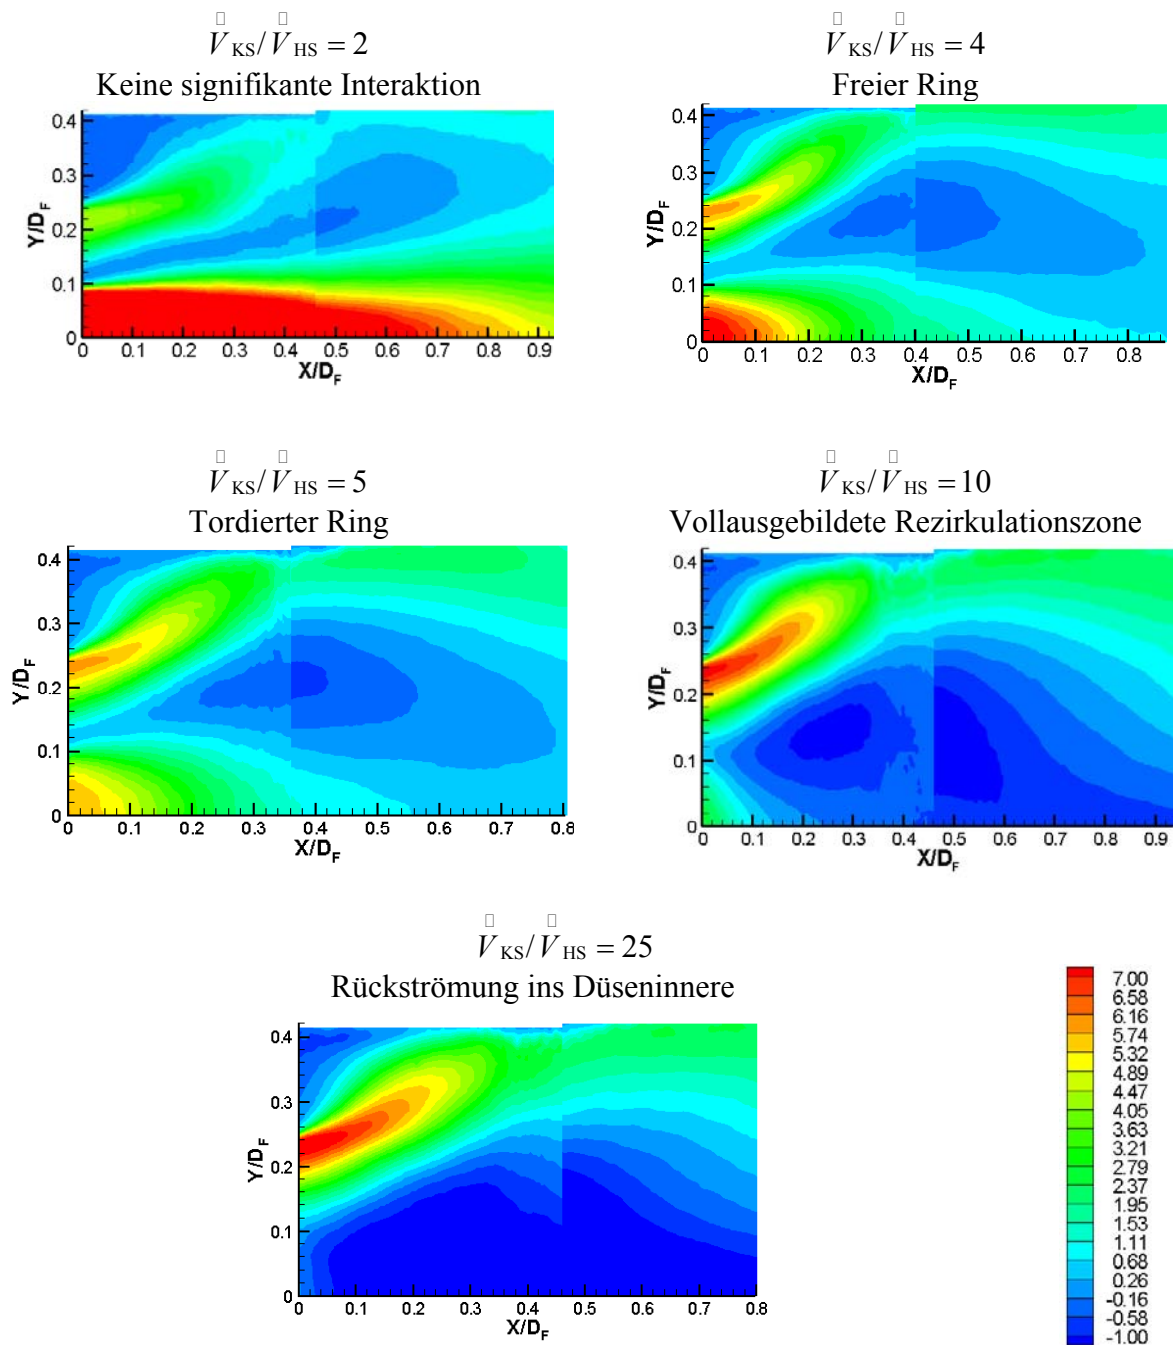 V̇KS/V̇HS = 2
Keine signifikante Interaktion
0.4
0.3
0.2
0.1
0
Y/DF
0 0.1 0.2 0.3 0.4 0.5 0.6 0.7 0.8 0.9
X/DF
V̇KS/V̇HS = 4
Freier Ring
0.4
0.3
0.2
0.1
0
Y/DF
0 0.1 0.2 0.3 0.4 0.5 0.6 0.7 0.8
X/DF
V̇KS/V̇HS = 5
Tordierter Ring
0.4
0.3
0.2
0.1
0
Y/DF
0 0.1 0.2 0.3 0.4 0.5 0.6 0.7 0.8
X/DF
V̇KS/V̇HS = 10
Vollausgebildete Rezirkulationszone
0.4
0.3
0.2
0.1
0
Y/DF
0 0.1 0.2 0.3 0.4 0.5 0.6 0.7 0.8 0.9
X/DF
V̇KS/V̇HS = 25
Rückströmung ins Düseninnere
0.4
0.3
0.2
0.1
0
Y/DF
0 0.1 0.2 0.3 0.4 0.5 0.6 0.7 0.8
X/DF
7.00
6.58
6.16
5.74
5.32
4.89
4.47
4.05
3.63
3.21
2.79
2.37
1.95
1.53
1.11
0.68
0.26
-0.16
-0.58
-1.00